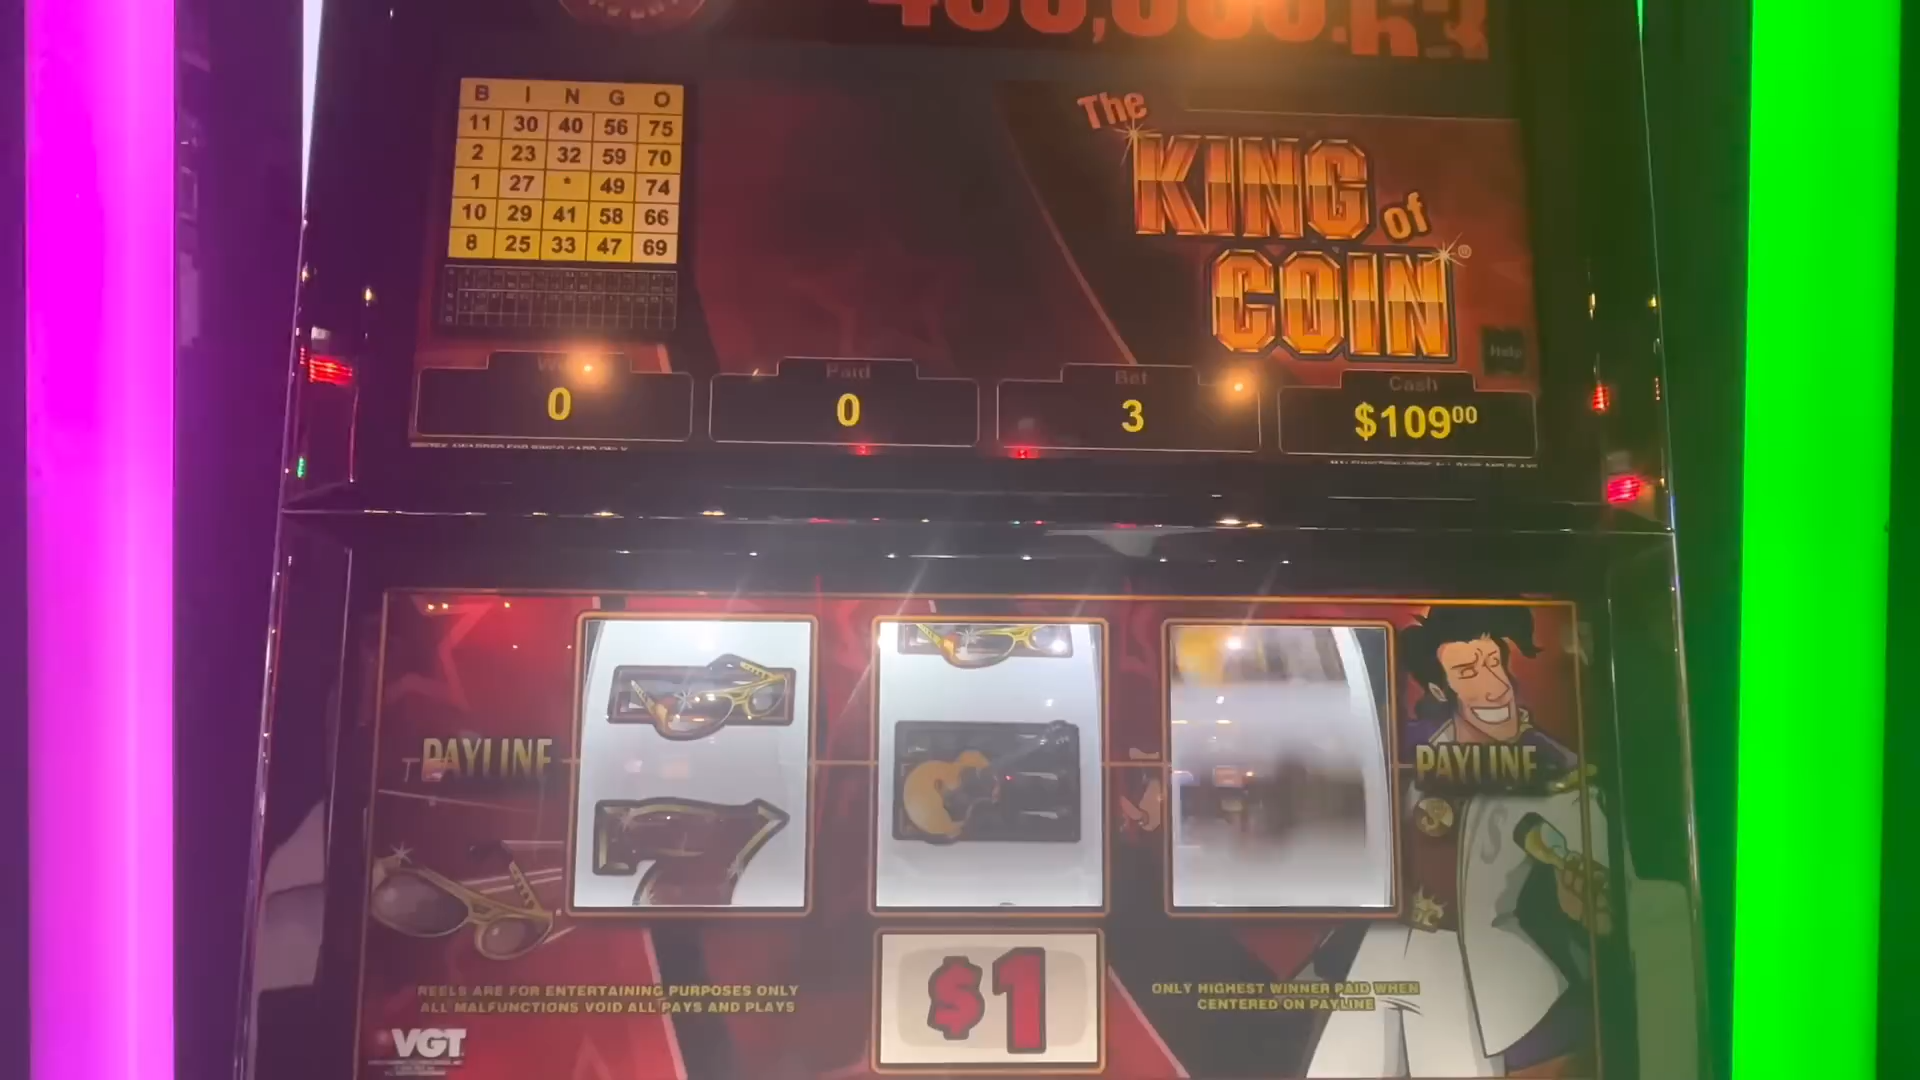 B I N G O
11 30 40 56 75
2 23 32 59 70
1 27 * 49 74
10 29 41 58 66
8 25 33 47 69
The
KING
of
COIN®
Help
Paid
Bet
Cash
0
0
3
$109⁰⁰
PAYLINE
PAYLINE
REELS ARE FOR ENTERTAINING PURPOSES ONLY
ALL MALFUNCTIONS VOID ALL PAYS AND PLAYS
$1
ONLY HIGHEST WINNER PAID WHEN
CENTERED ON PAYLINE
VGT